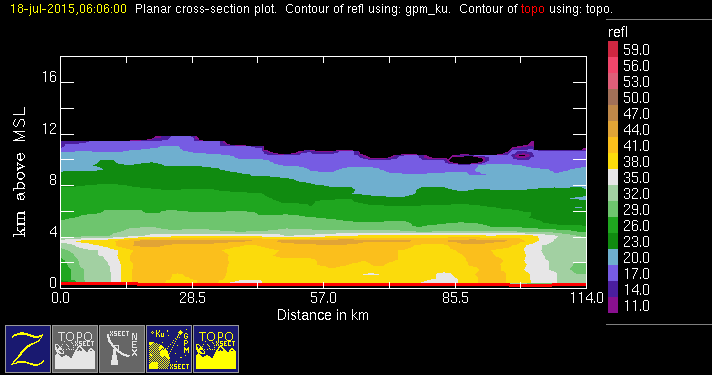 18-jul-2015,06:06:00 Planar cross-section plot. Contour of refl using: gpm_ku. Contour of topo using: topo.
refl
59.0
56.0
53.0
50.0
47.0
44.0
41.0
38.0
35.0
32.0
29.0
26.0
23.0
20.0
17.0
14.0
11.0
km above MSL
16
12
8
4
0
0.0 28.5 57.0 85.5 114.0
Distance in km
Z
TOPO
XSECT
XSECT
Ku
GPM
XSECT
TOPO
XSECT